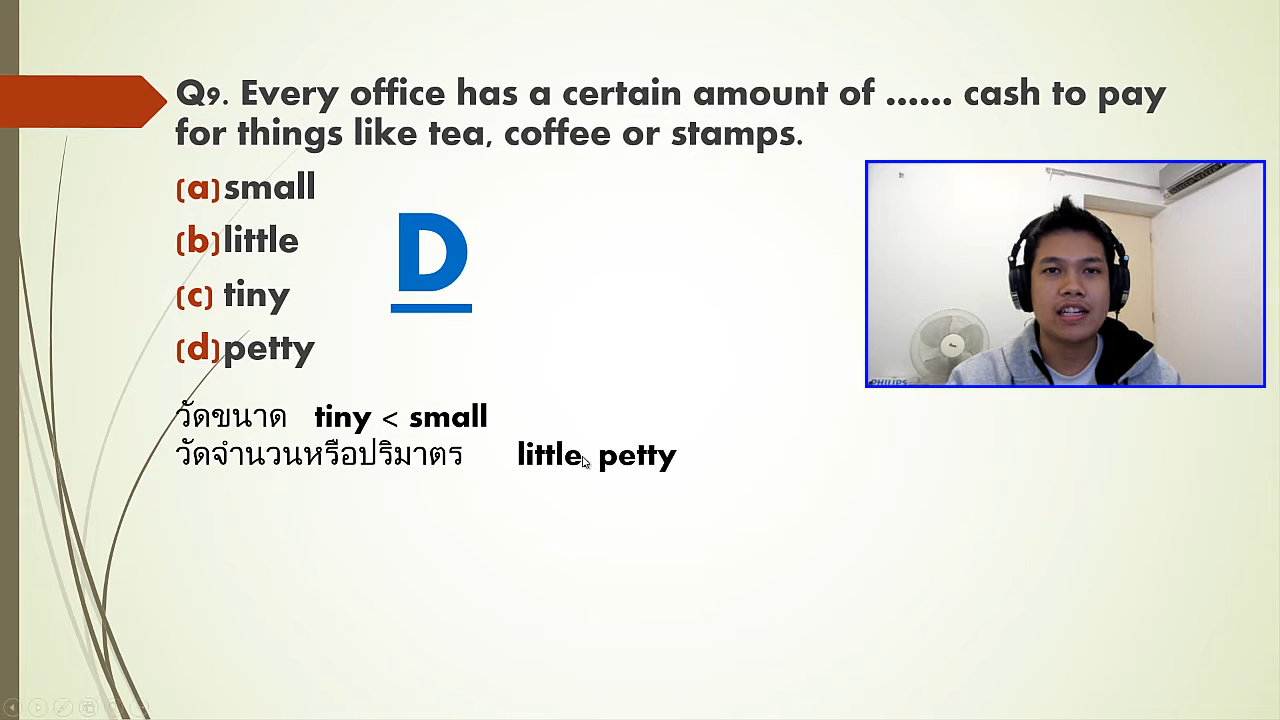 Q9. Every office has a certain amount of ...... cash to pay
for things like tea, coffee or stamps.
(a) small
(b) little
(c) tiny
(d) petty
D
วัดขนาด tiny < small
วัดจำนวนหรือปริมาตร little, petty
PHILIPS